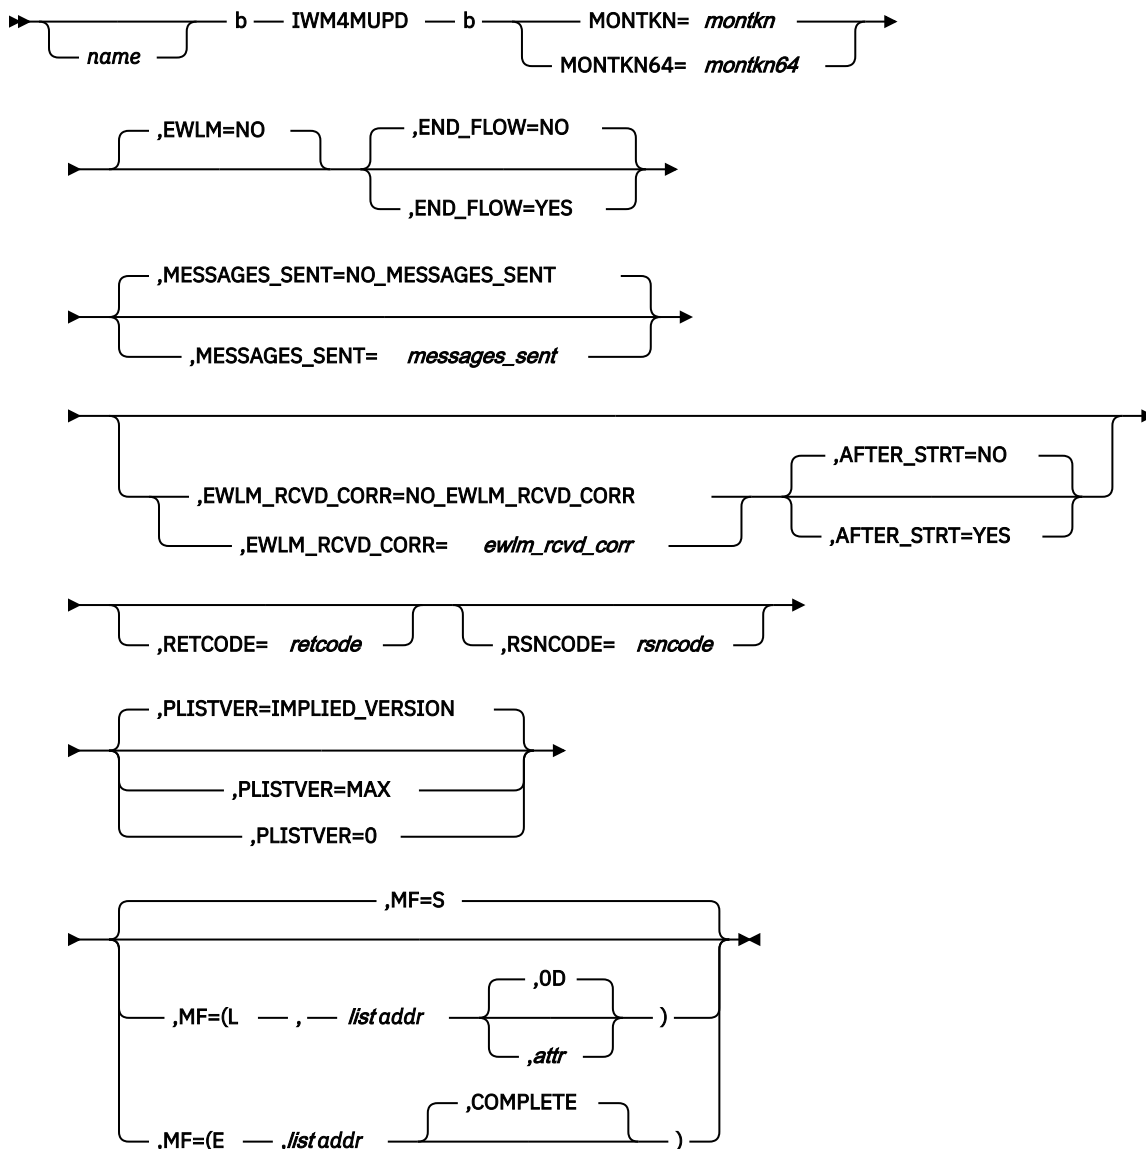 b IWM4MUPD b MONTKN= montkn
name MONTKN64= montkn64
,EWLM=NO ,END_FLOW=NO
,END_FLOW=YES
,MESSAGES_SENT=NO_MESSAGES_SENT
,MESSAGES_SENT= messages_sent
,AFTER_STRT=NO
,EWLM_RCVD_CORR=NO_EWLM_RCVD_CORR
,EWLM_RCVD_CORR= ewlm_rcvd_corr ,AFTER_STRT=YES
,RETCODE= retcode ,RSNCODE= rsncode
,PLISTVER=IMPLIED_VERSION
,PLISTVER=MAX
,PLISTVER=0
,MF=S
,0D
,MF=(L , list addr )
,attr
,COMPLETE
,MF=(E ,list addr )